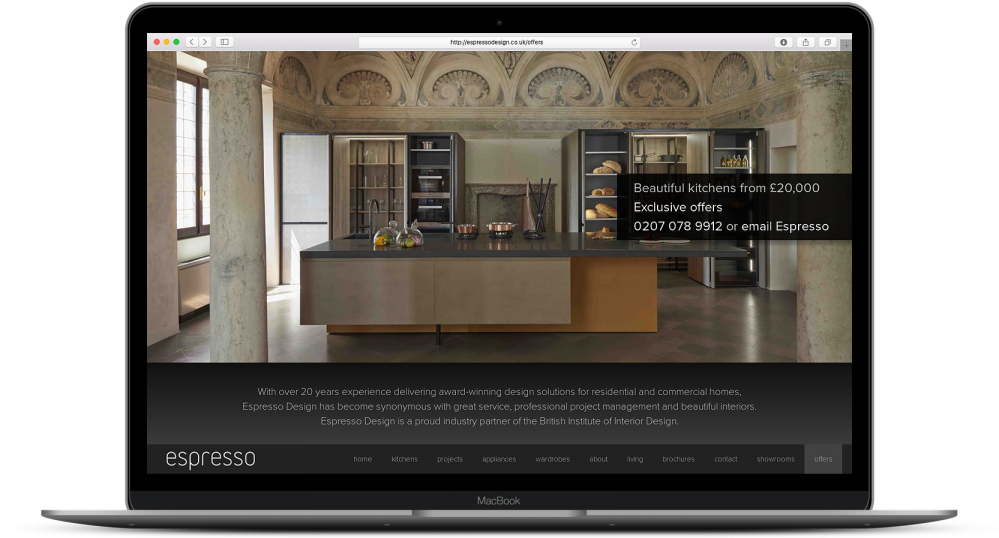 http://espressodesign.co.uk/offers
Beautiful kitchens from £20,000
Exclusive offers
0207 078 9912 or email Espresso
With over 20 years experience delivering award-winning design solutions for residential and commercial homes,
Espresso Design has become synonymous with great service, professional project management and beautiful interiors.
Espresso Design is a proud industry partner of the British Institute of Interior Design.
espresso home kitchens projects appliances wardrobes about living brochures contact showrooms offers
MacBook